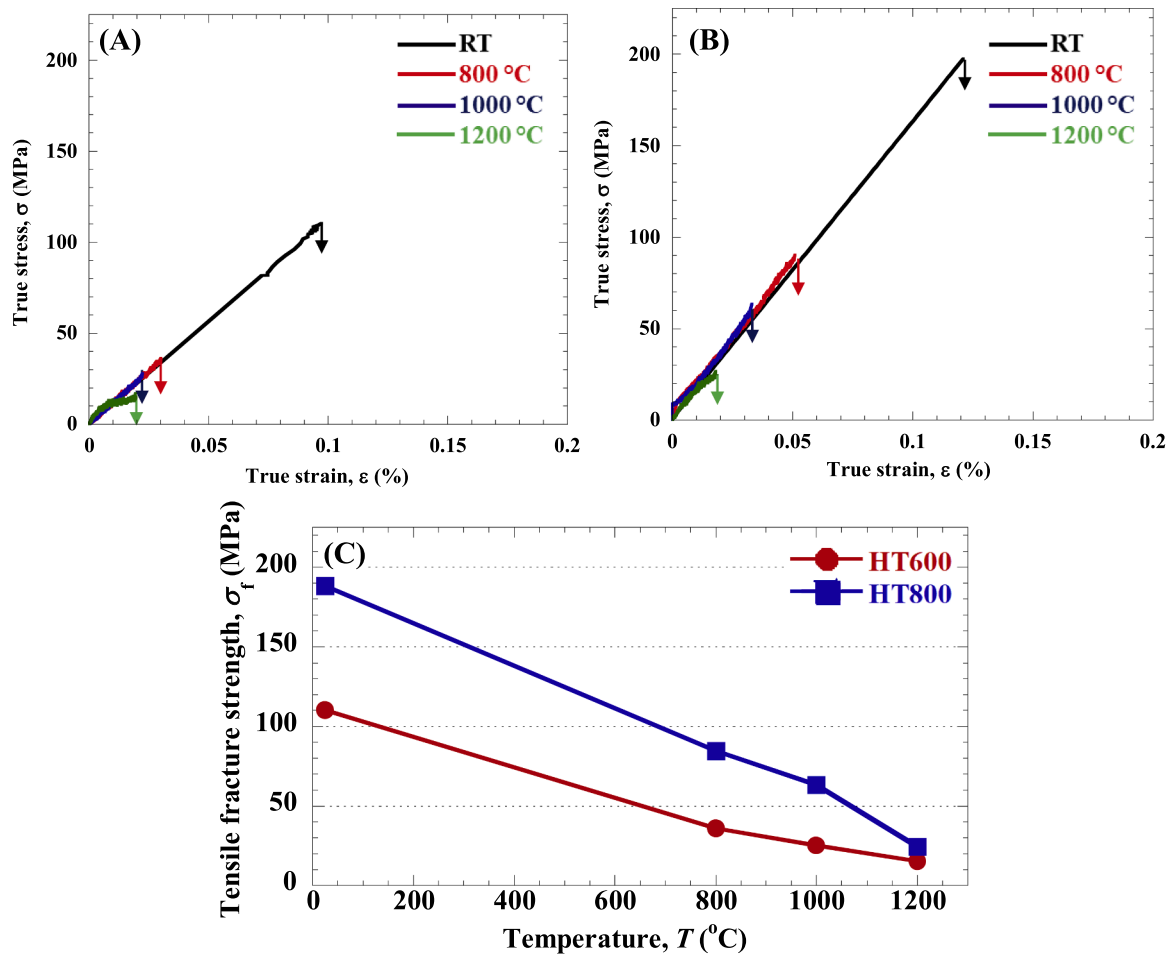 (A)
RT
800 °C
1000 °C
1200 °C
200
150
100
50
0
0
0.05
0.1
0.15
0.2
True stress, σ (MPa)
True strain, ε (%)
(B)
RT
800 °C
1000 °C
1200 °C
200
150
100
50
0
0
0.05
0.1
0.15
0.2
True stress, σ (MPa)
True strain, ε (%)
(C)
HT600
HT800
200
150
100
50
0
0
200
400
600
800
1000
1200
Tensile fracture strength, σf (MPa)
Temperature, T (°C)